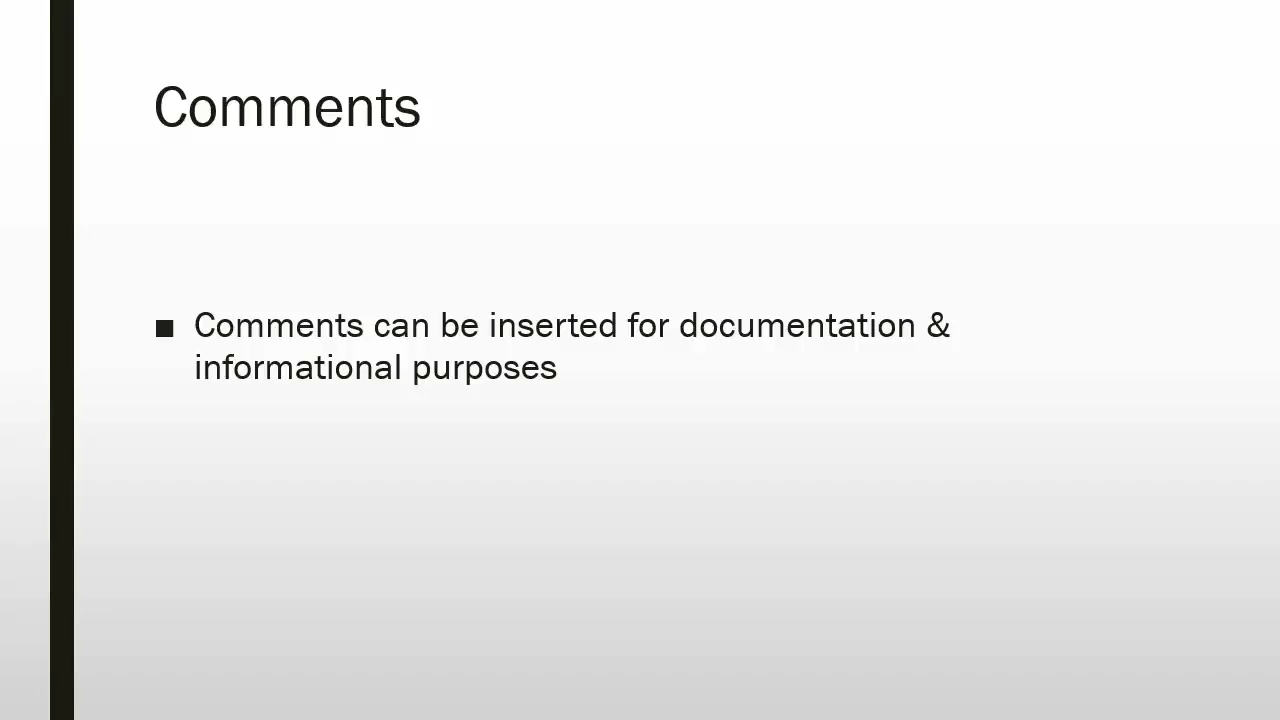 Comments
■ Comments can be inserted for documentation &
informational purposes